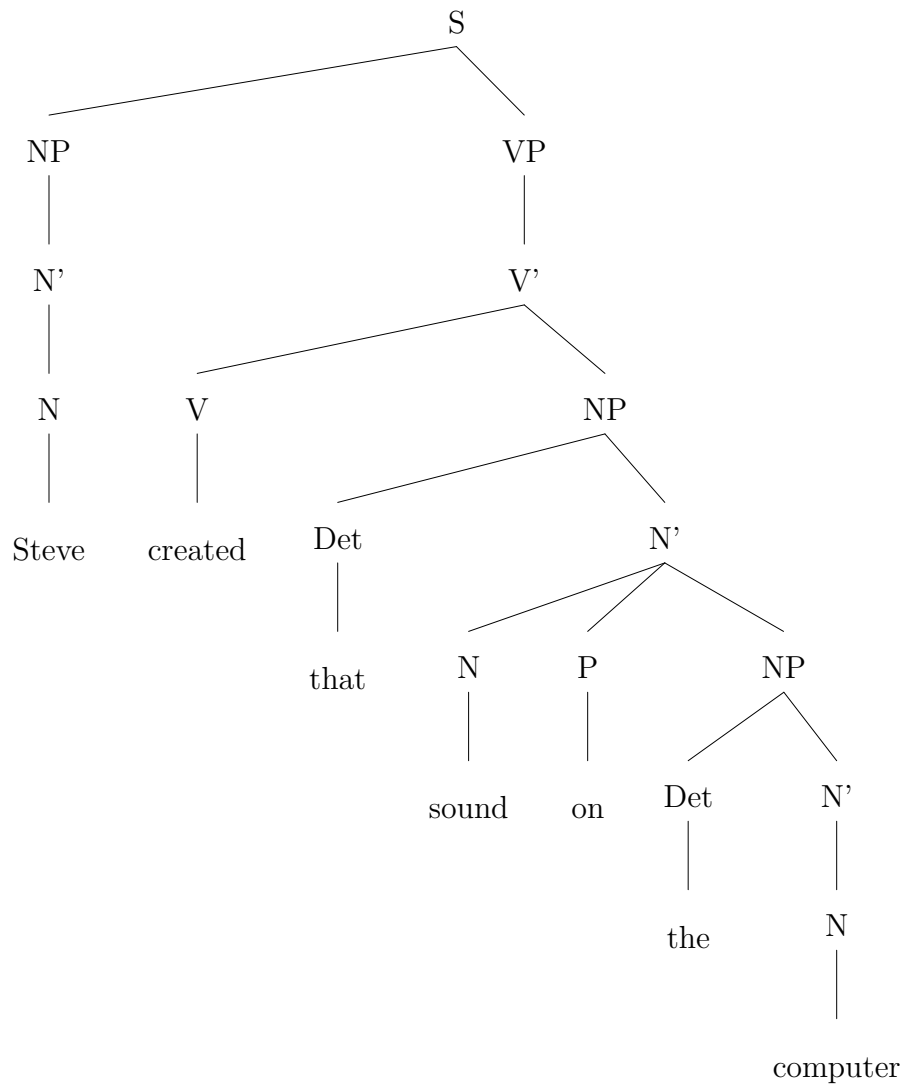 S
NP VP
N' V'
N V NP
Steve created Det N'
that N P NP
sound on Det N'
the N
computer